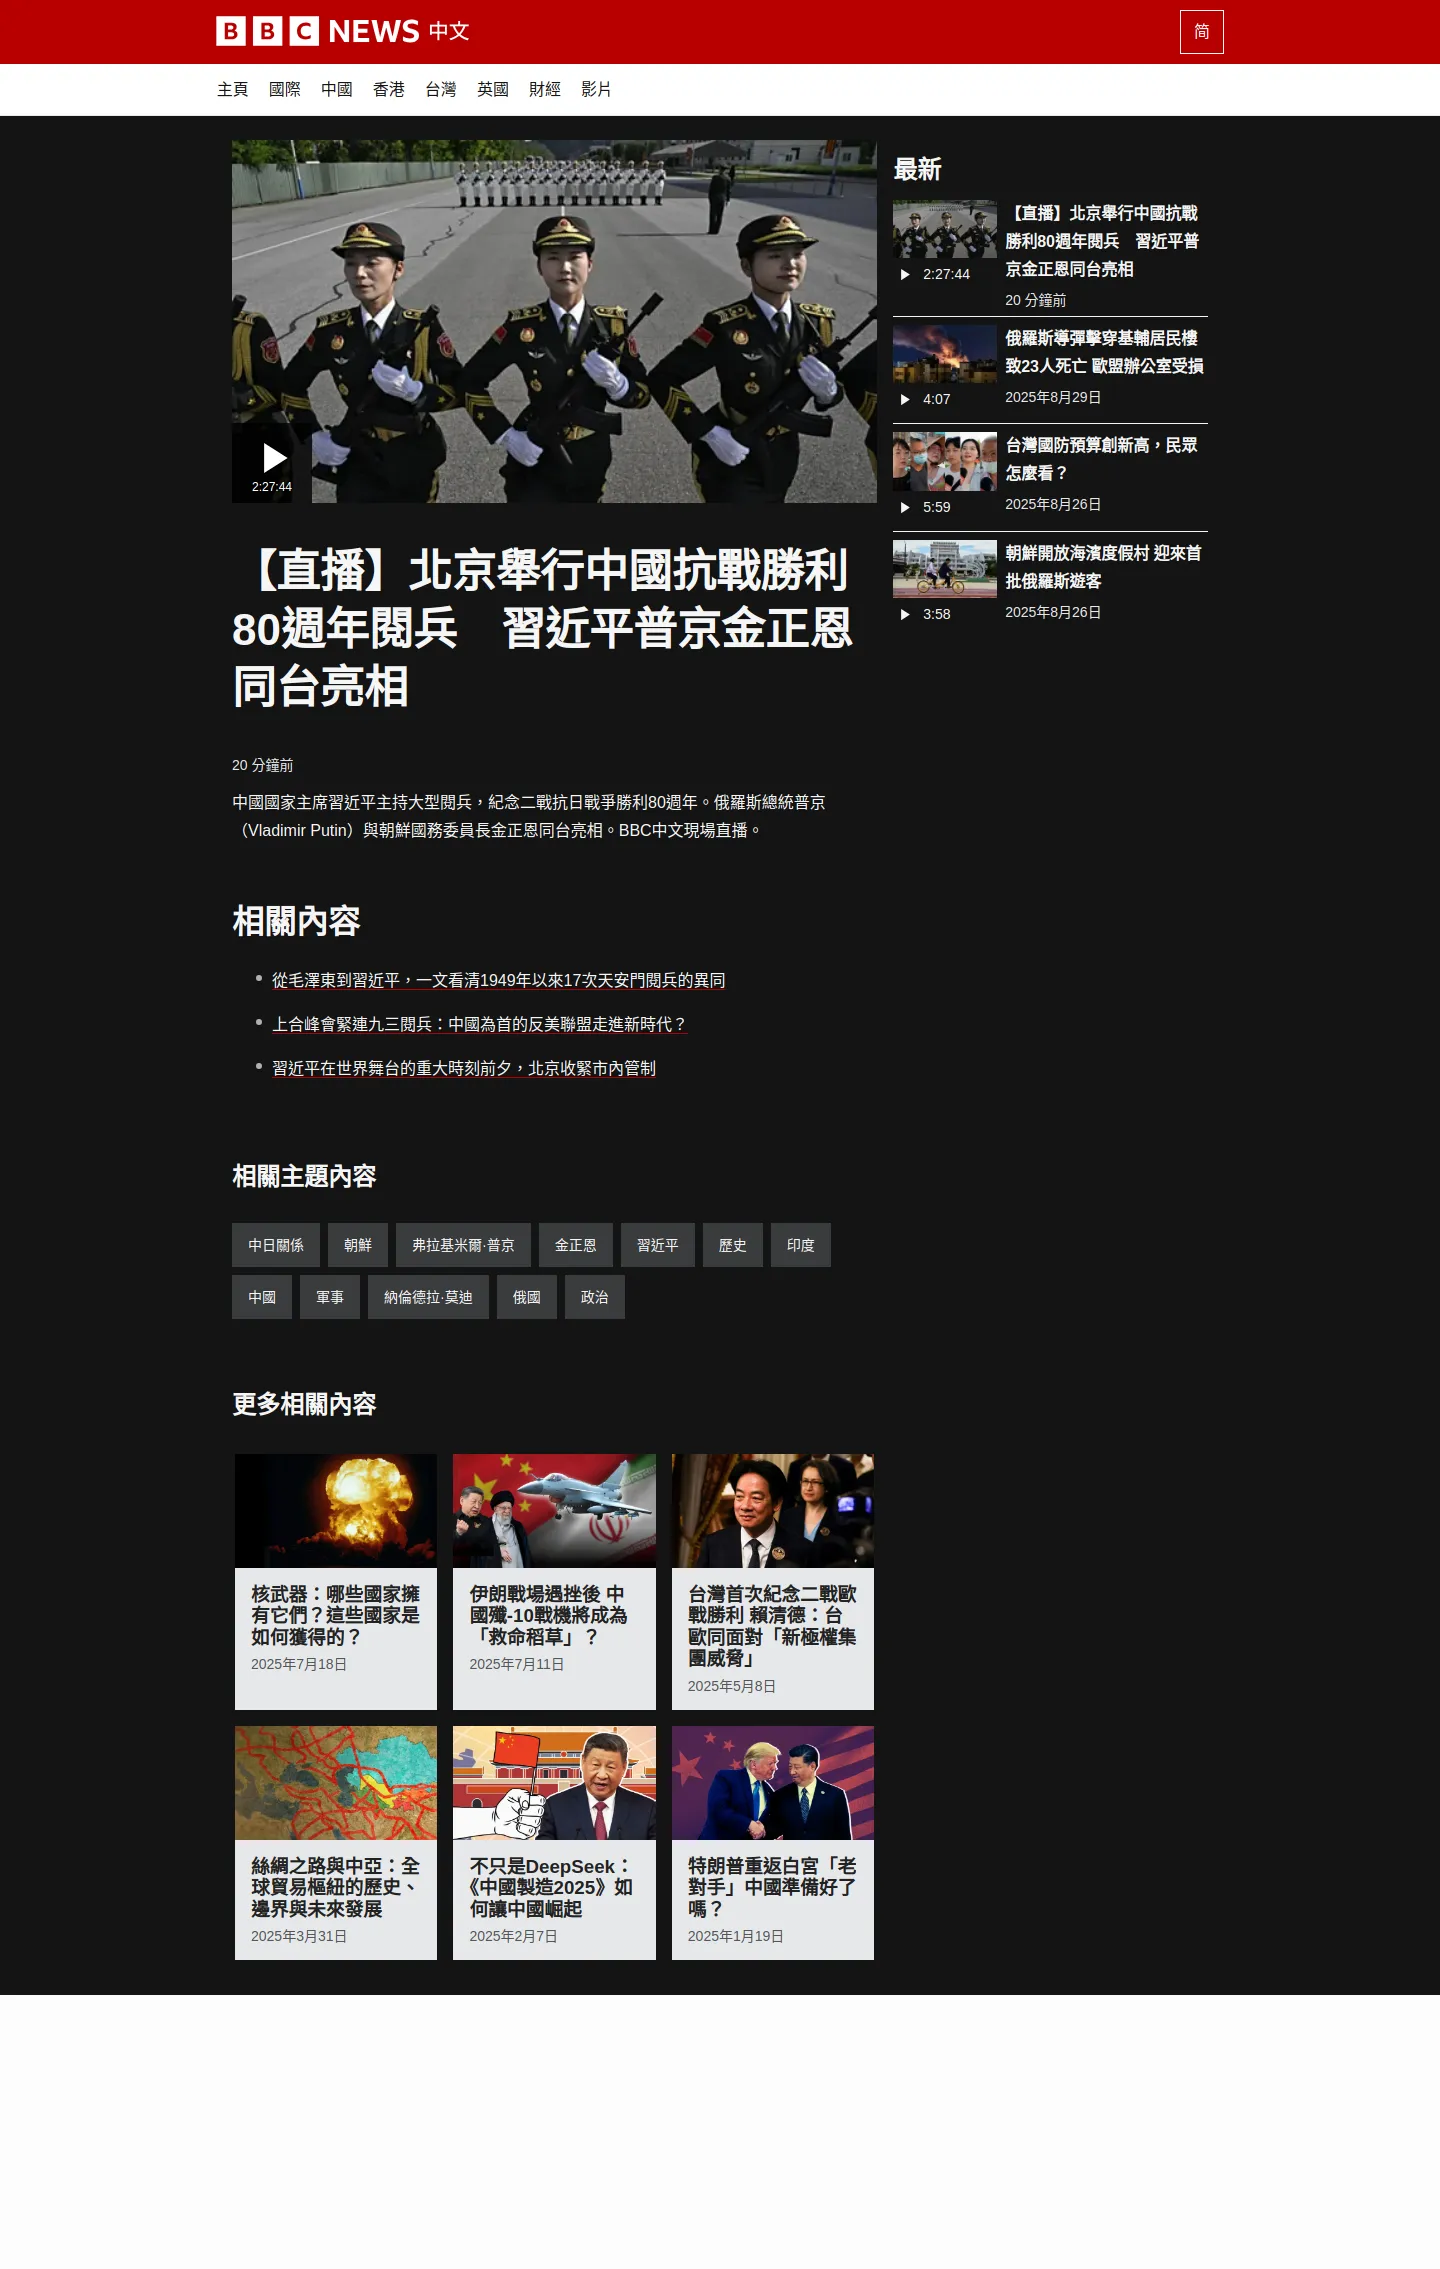 BBC NEWS 中文
简
主頁 國際 中國 香港 台灣 英國 財經 影片
2:27:44
【直播】北京舉行中國抗戰勝利
80週年閱兵　習近平普京金正恩
同台亮相
20 分鐘前
中國國家主席習近平主持大型閱兵，紀念二戰抗日戰爭勝利80週年。俄羅斯總統普京
（Vladimir Putin）與朝鮮國務委員長金正恩同台亮相。BBC中文現場直播。
相關內容
從毛澤東到習近平，一文看清1949年以來17次天安門閱兵的異同
上合峰會緊連九三閱兵：中國為首的反美聯盟走進新時代？
習近平在世界舞台的重大時刻前夕，北京收緊市內管制
相關主題內容
中日關係 朝鮮 弗拉基米爾·普京 金正恩 習近平 歷史 印度
中國 軍事 納倫德拉·莫迪 俄國 政治
更多相關內容
核武器：哪些國家擁
有它們？這些國家是
如何獲得的？
2025年7月18日
伊朗戰場遇挫後 中
國殲-10戰機將成為
「救命稻草」？
2025年7月11日
台灣首次紀念二戰歐
戰勝利 賴清德：台
歐同面對「新極權集
團威脅」
2025年5月8日
絲綢之路與中亞：全
球貿易樞紐的歷史、
邊界與未來發展
2025年3月31日
不只是DeepSeek：
《中國製造2025》如
何讓中國崛起
2025年2月7日
特朗普重返白宮「老
對手」中國準備好了
嗎？
2025年1月19日
最新
【直播】北京舉行中國抗戰
勝利80週年閱兵　習近平普
京金正恩同台亮相
2:27:44
20 分鐘前
俄羅斯導彈擊穿基輔居民樓
致23人死亡 歐盟辦公室受損
4:07
2025年8月29日
台灣國防預算創新高，民眾
怎麼看？
5:59
2025年8月26日
朝鮮開放海濱度假村 迎來首
批俄羅斯遊客
3:58
2025年8月26日